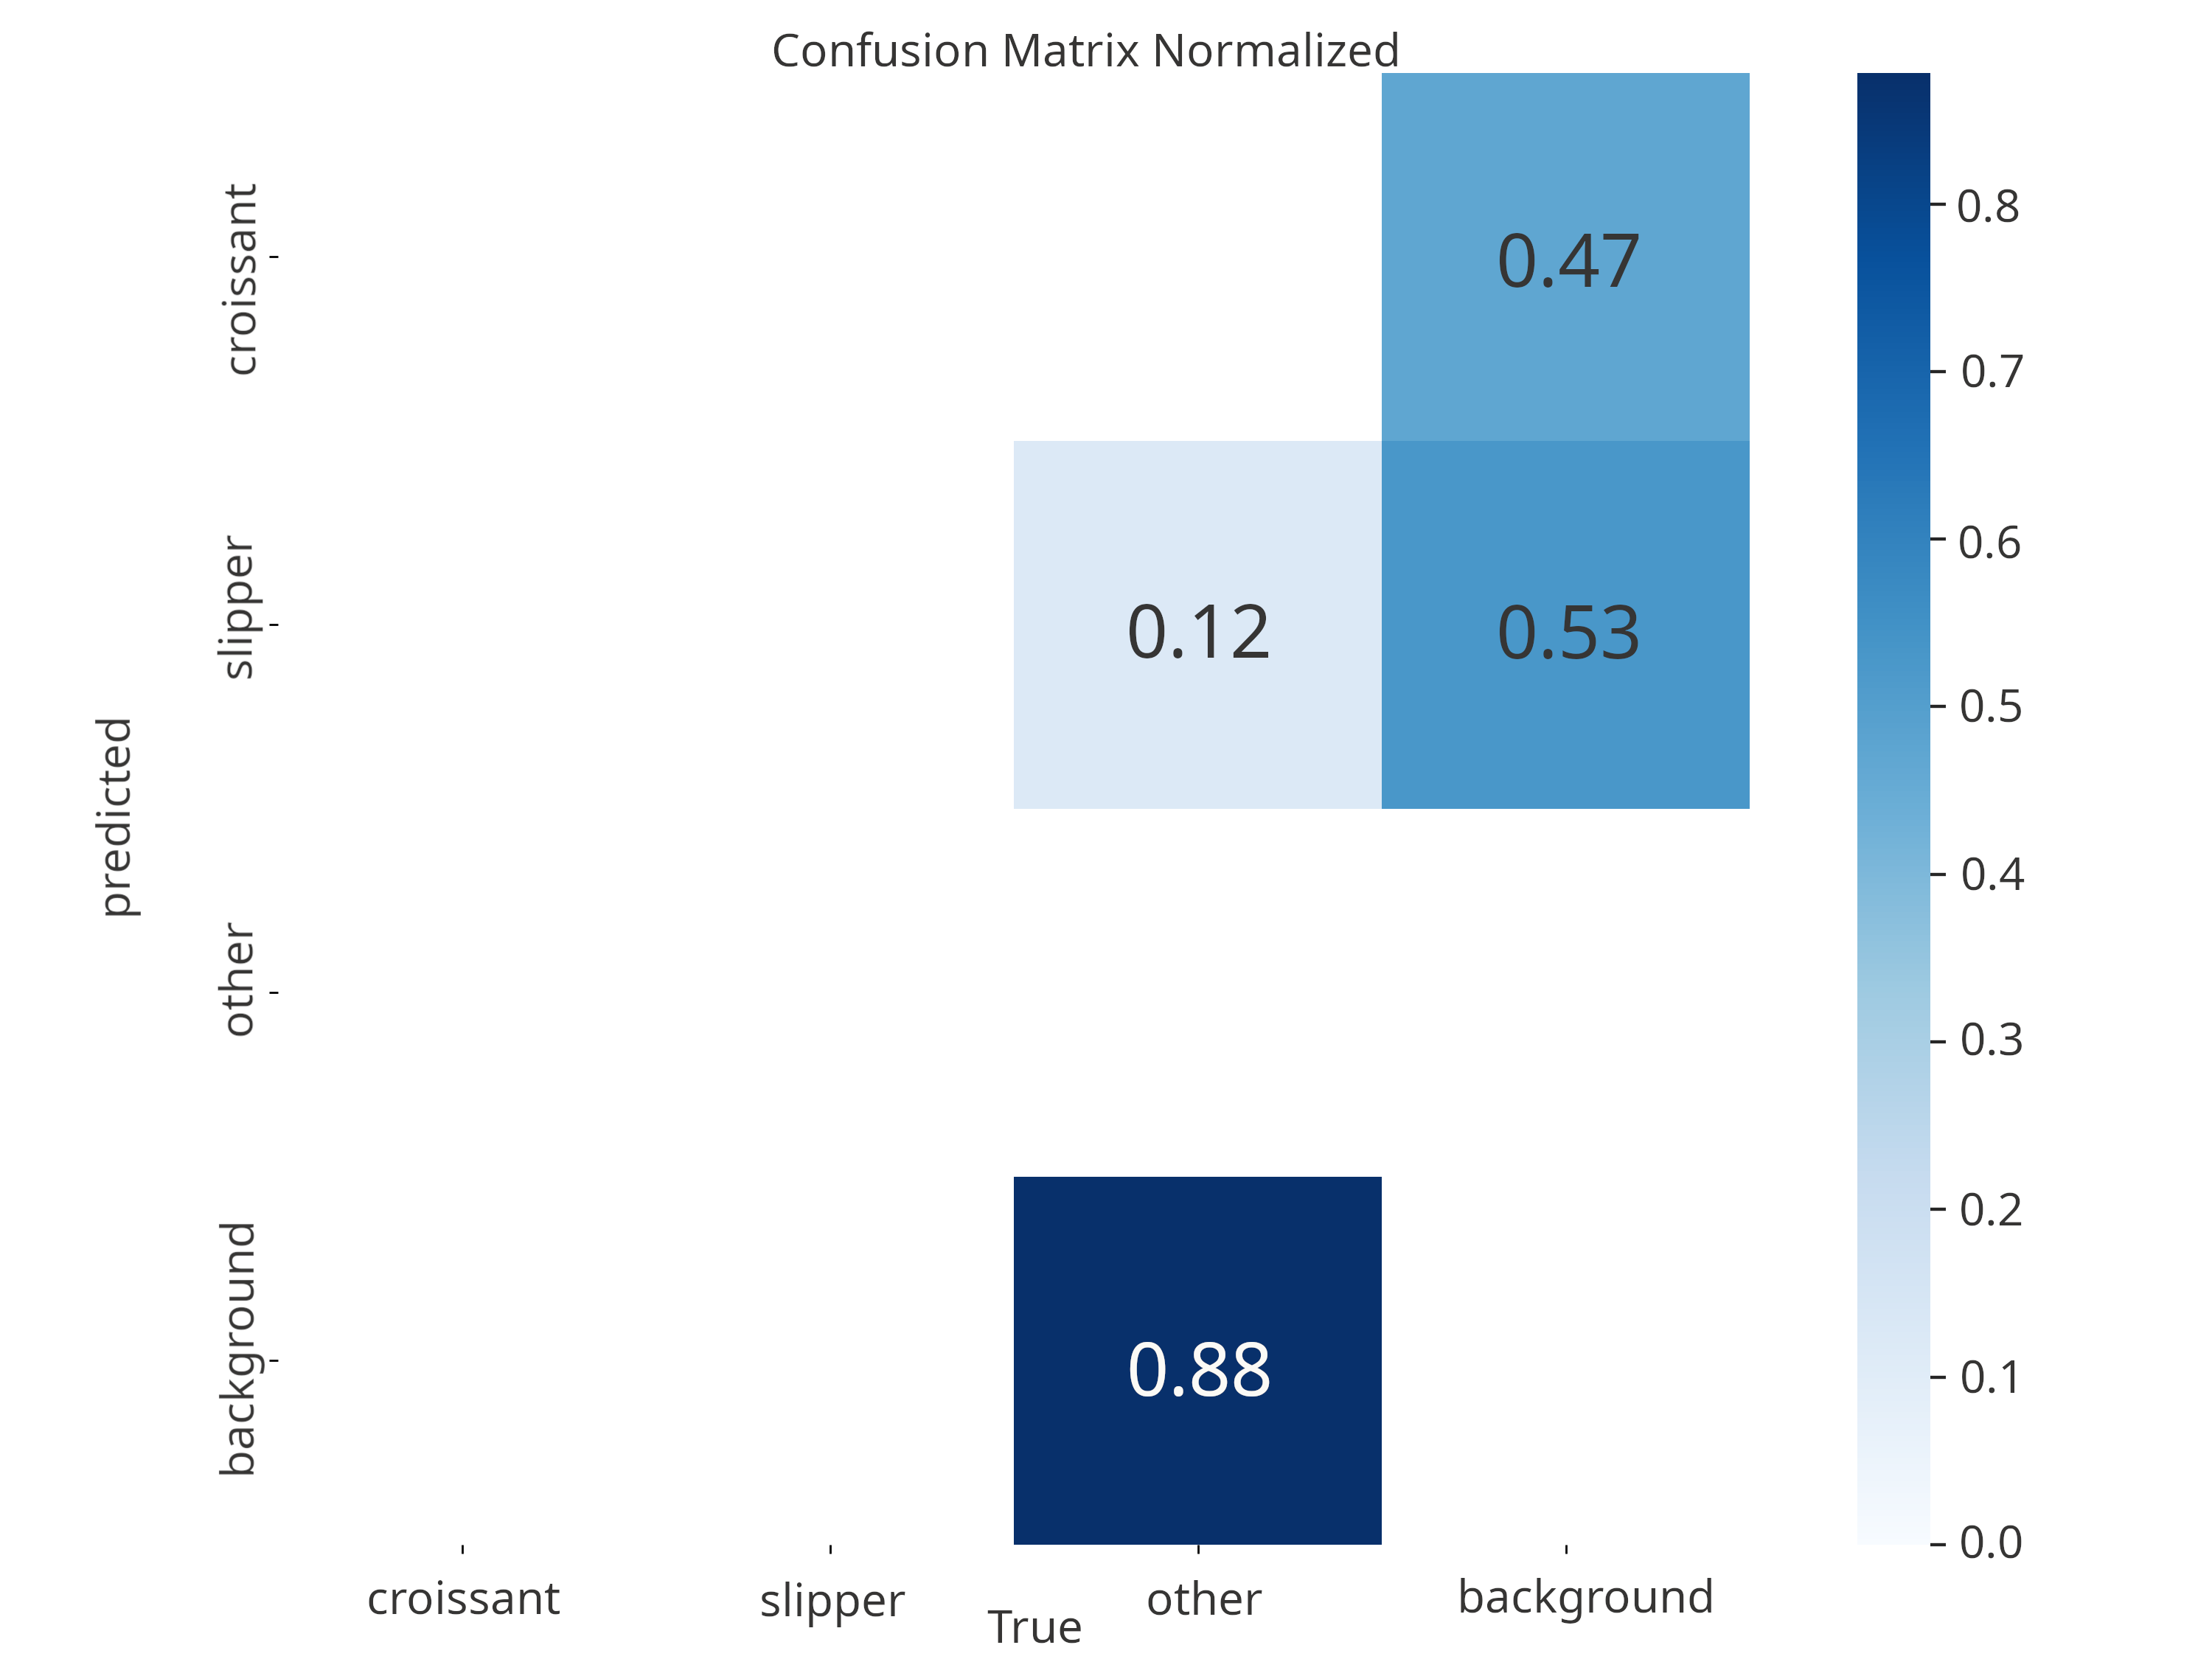 Confusion Matrix Normalized
predicted
croissant
slipper
other
background
0.47
0.12 0.53
0.88
croissant slipper other background
True
0.8
0.7
0.6
0.5
0.4
0.3
0.2
0.1
0.0